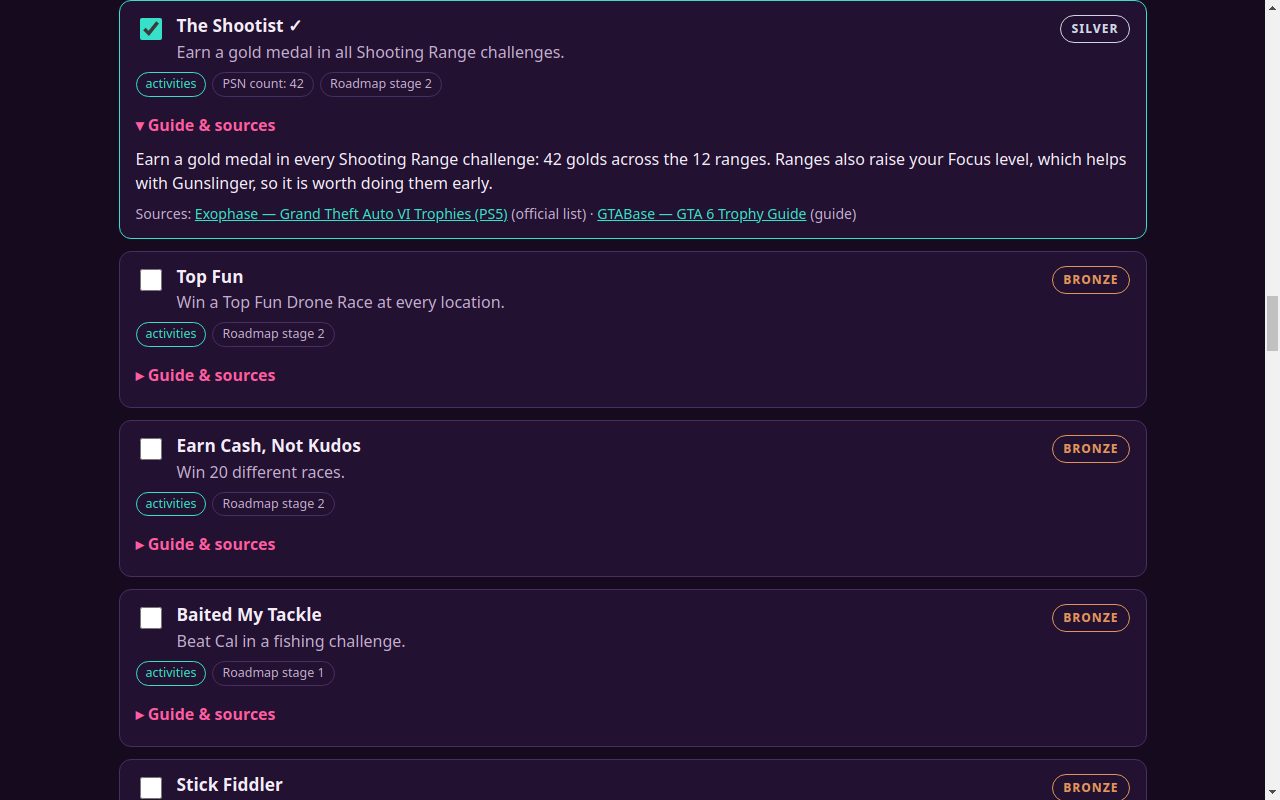 The Shootist ✓
SILVER
Earn a gold medal in all Shooting Range challenges.
activities PSN count: 42 Roadmap stage 2
▾ Guide & sources
Earn a gold medal in every Shooting Range challenge: 42 golds across the 12 ranges. Ranges also raise your Focus level, which helps
with Gunslinger, so it is worth doing them early.
Sources: Exophase — Grand Theft Auto VI Trophies (PS5) (official list) · GTABase — GTA 6 Trophy Guide (guide)
Top Fun
BRONZE
Win a Top Fun Drone Race at every location.
activities Roadmap stage 2
▸ Guide & sources
Earn Cash, Not Kudos
BRONZE
Win 20 different races.
activities Roadmap stage 2
▸ Guide & sources
Baited My Tackle
BRONZE
Beat Cal in a fishing challenge.
activities Roadmap stage 1
▸ Guide & sources
Stick Fiddler
BRONZE